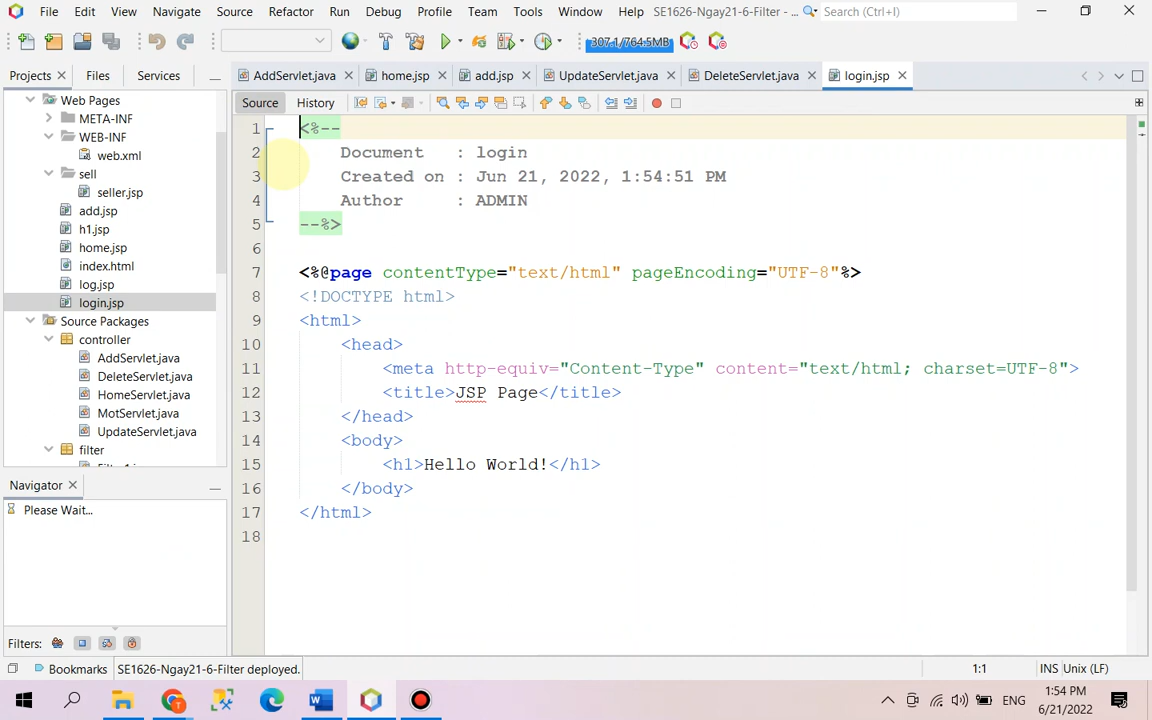 File Edit View Navigate Source Refactor Run Debug Profile Team Tools Window Help SE1626-Ngay21-6-Filter - ... Search (Ctrl+I)
307.1/764.5MB
Projects Files Services
AddServlet.java home.jsp add.jsp UpdateServlet.java DeleteServlet.java login.jsp
Source History
Web Pages
META-INF
WEB-INF
web.xml
sell
seller.jsp
add.jsp
h1.jsp
home.jsp
index.html
log.jsp
login.jsp
Source Packages
controller
AddServlet.java
DeleteServlet.java
HomeServlet.java
MotServlet.java
UpdateServlet.java
filter
Navigator
Please Wait...
Filters:
1 <%--
2 Document : login
3 Created on : Jun 21, 2022, 1:54:51 PM
4 Author : ADMIN
5 --%>
6
7 <%@page contentType="text/html" pageEncoding="UTF-8"%>
8 <!DOCTYPE html>
9 <html>
10 <head>
11 <meta http-equiv="Content-Type" content="text/html; charset=UTF-8">
12 <title>JSP Page</title>
13 </head>
14 <body>
15 <h1>Hello World!</h1>
16 </body>
17 </html>
18
Bookmarks SE1626-Ngay21-6-Filter deployed. 1:1 INS Unix (LF)
ENG 1:54 PM
6/21/2022